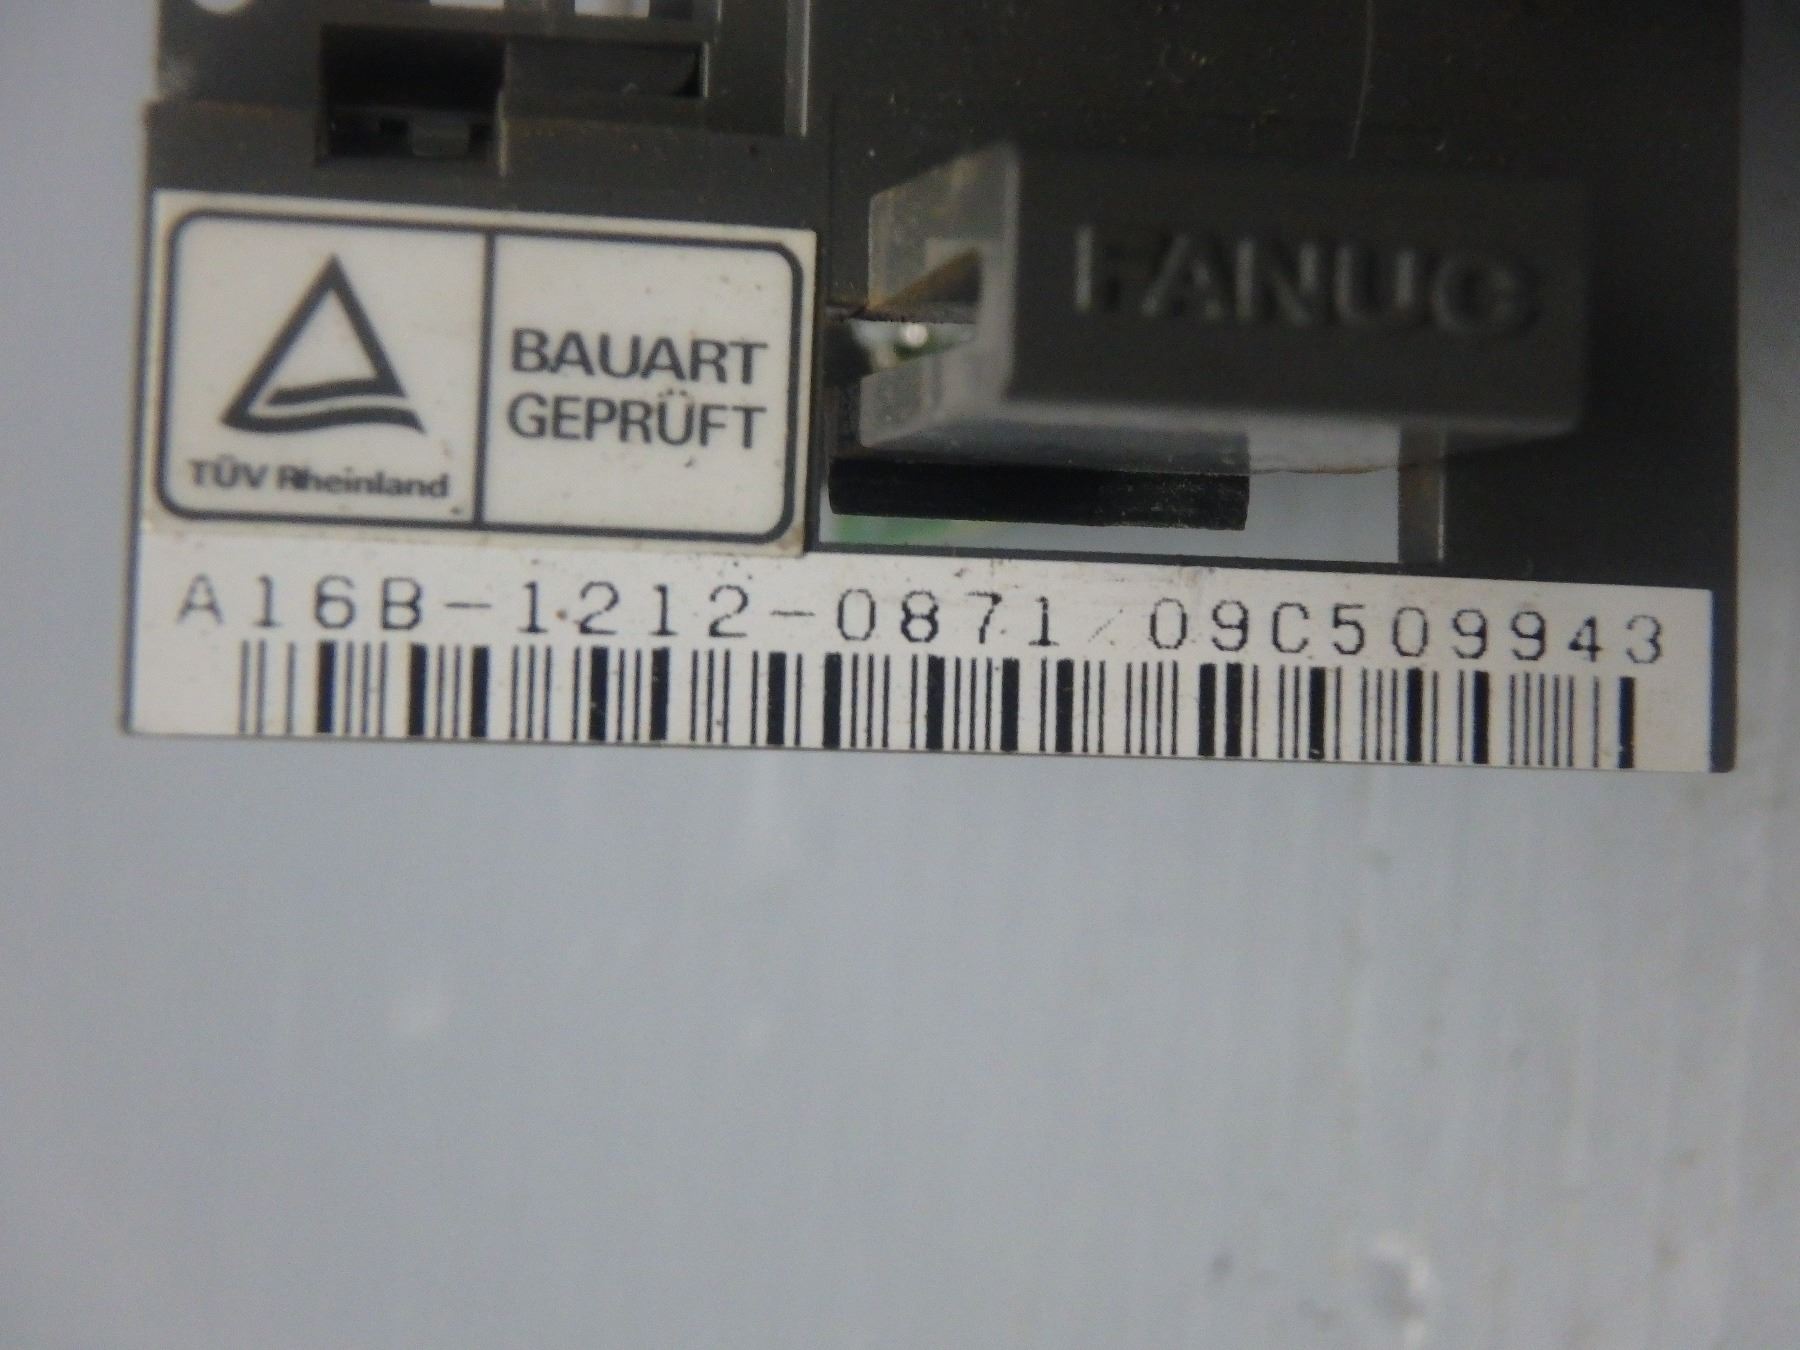 FANUC
BAUART
GEPRÜFT
TÜV Rheinland
A16B-1212-0871/09C509943